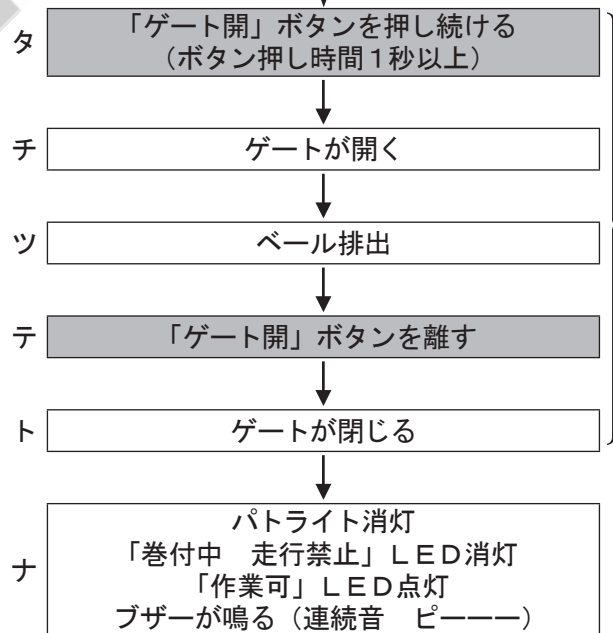 タ
「ゲート開」ボタンを押し続ける
(ボタン押し時間1秒以上)
チ
ゲートが開く
ツ
ベール排出
テ
「ゲート開」ボタンを離す
ト
ゲートが閉じる
ナ
パトライト消灯
「巻付中　走行禁止」LED消灯
「作業可」LED点灯
ブザーが鳴る(連続音　ピーーー)